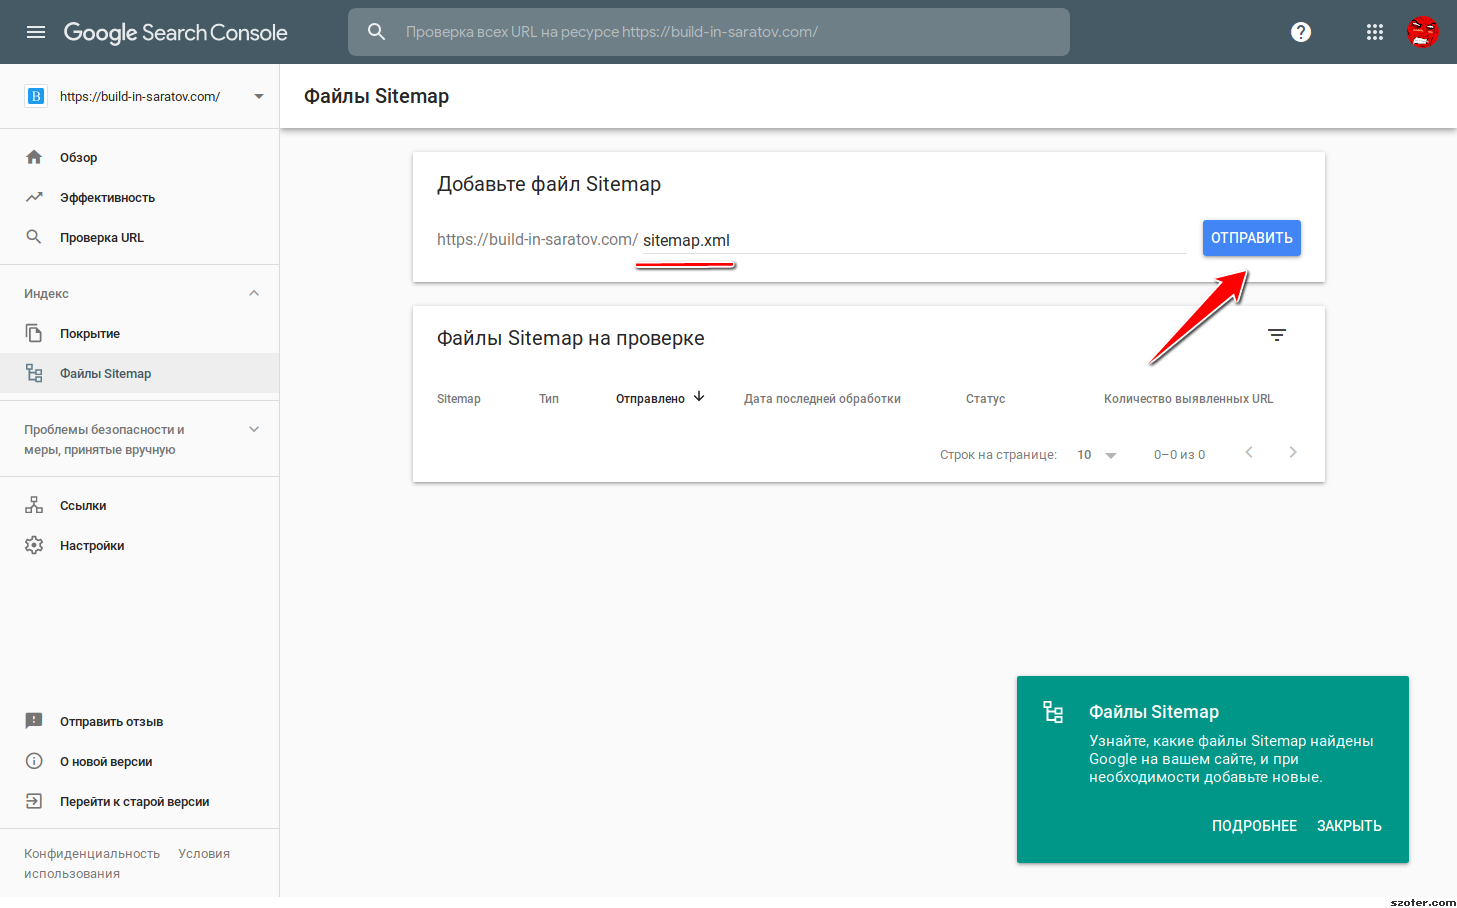 Google Search Console
Проверка всех URL на ресурсе https://build-in-saratov.com/
?
B
https://build-in-saratov.com/
Файлы Sitemap
Обзор
Эффективность
Проверка URL
Индекс
Покрытие
Файлы Sitemap
Проблемы безопасности и
меры, принятые вручную
Ссылки
Настройки
Отправить отзыв
О новой версии
Перейти к старой версии
Конфиденциальность Условия
использования
Добавьте файл Sitemap
https://build-in-saratov.com/ sitemap.xml
ОТПРАВИТЬ
Файлы Sitemap на проверке
Sitemap Тип Отправлено Дата последней обработки Статус Количество выявленных URL
Строк на странице: 10 0–0 из 0
Файлы Sitemap
Узнайте, какие файлы Sitemap найдены
Google на вашем сайте, и при
необходимости добавьте новые.
ПОДРОБНЕЕ ЗАКРЫТЬ
szoter.com